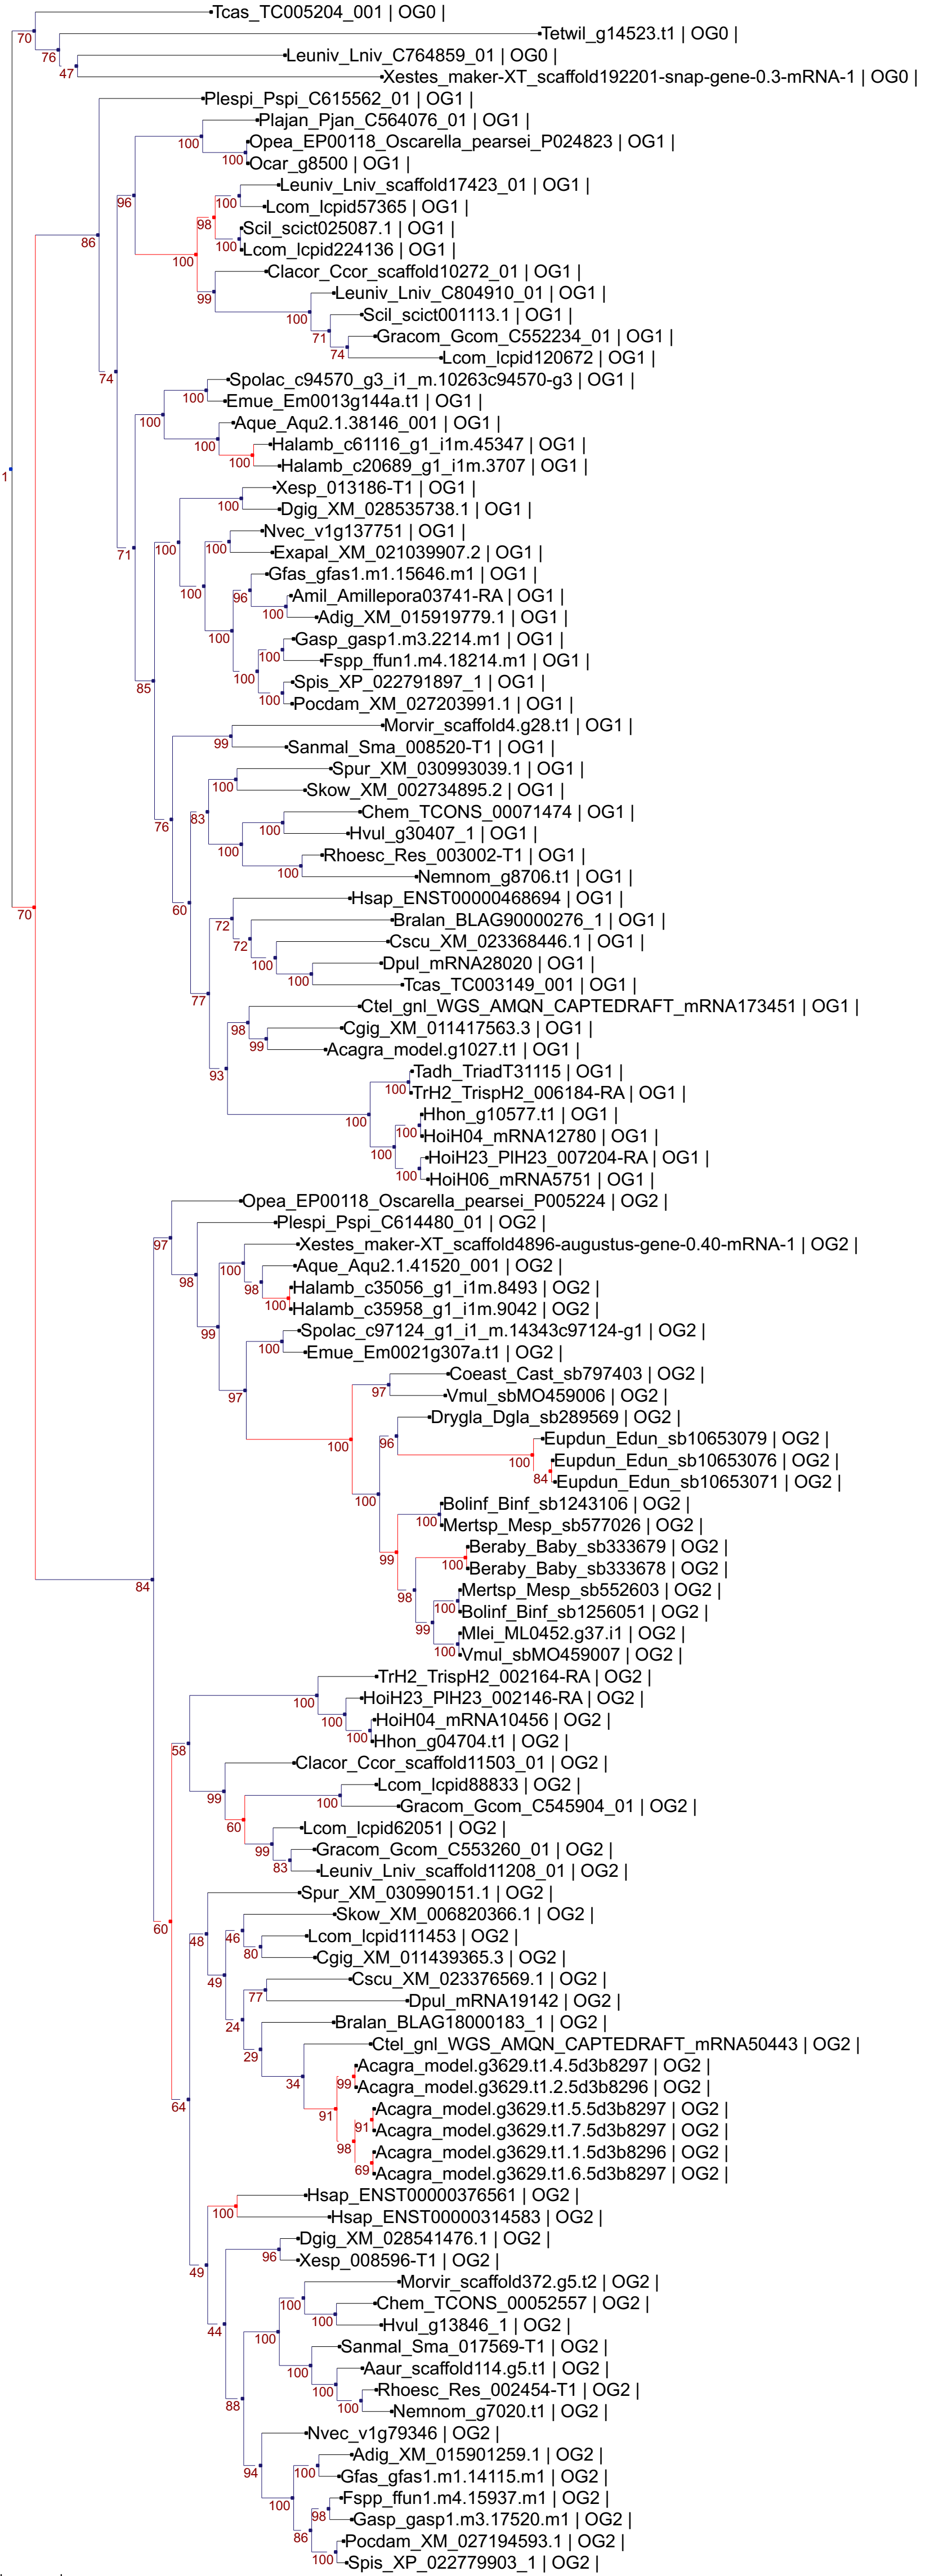 Tcas_TC005204_001 | OG0 |
70
Tetwil_g14523.t1 | OG0 |
76
Leuniv_Lniv_C764859_01 | OG0 |
47
Xestes_maker-XT_scaffold192201-snap-gene-0.3-mRNA-1 | OG0 |
Plespi_Pspi_C615562_01 | OG1 |
Plajan_Pjan_C564076_01 | OG1 |
100
Opea_EP00118_Oscarella_pearsei_P024823 | OG1 |
100
Ocar_g8500 | OG1 |
Leuniv_Lniv_scaffold17423_01 | OG1 |
96
100
Lcom_lcpid57365 | OG1 |
98
Scil_scict025087.1 | OG1 |
86
100
Lcom_lcpid224136 | OG1 |
100
Clacor_Ccor_scaffold10272_01 | OG1 |
99
Leuniv_Lniv_C804910_01 | OG1 |
100
Scil_scict001113.1 | OG1 |
71
Gracom_Gcom_C552234_01 | OG1 |
74
Lcom_lcpid120672 | OG1 |
74
Spolac_c94570_g3_i1_m.10263c94570-g3 | OG1 |
100
Emue_Em0013g144a.t1 | OG1 |
100
Aque_Aqu2.1.38146_001 | OG1 |
100
Halamb_c61116_g1_i1m.45347 | OG1 |
100
Halamb_c20689_g1_i1m.3707 | OG1 |
1
Xesp_013186-T1 | OG1 |
100
Dgig_XM_028535738.1 | OG1 |
Nvec_v1g137751 | OG1 |
71
100
100
Exapal_XM_021039907.2 | OG1 |
Gfas_gfas1.m1.15646.m1 | OG1 |
100
96
Amil_Amillepora03741-RA | OG1 |
100
Adig_XM_015919779.1 | OG1 |
100
Gasp_gasp1.m3.2214.m1 | OG1 |
100
Fspp_ffun1.m4.18214.m1 | OG1 |
100
Spis_XP_022791897_1 | OG1 |
85
100
Pocdam_XM_027203991.1 | OG1 |
Morvir_scaffold4.g28.t1 | OG1 |
99
Sanmal_Sma_008520-T1 | OG1 |
Spur_XM_030993039.1 | OG1 |
100
Skow_XM_002734895.2 | OG1 |
76
83
Chem_TCONS_00071474 | OG1 |
100
Hvul_g30407_1 | OG1 |
100
Rhoesc_Res_003002-T1 | OG1 |
100
Nemnom_g8706.t1 | OG1 |
60
Hsap_ENST00000468694 | OG1 |
70
72
Bralan_BLAG90000276_1 | OG1 |
72
Cscu_XM_023368446.1 | OG1 |
100
Dpul_mRNA28020 | OG1 |
100
Tcas_TC003149_001 | OG1 |
77
Ctel_gnl_WGS_AMQN_CAPTEDRAFT_mRNA173451 | OG1 |
98
Cgig_XM_011417563.3 | OG1 |
99
Acagra_model.g1027.t1 | OG1 |
93
Tadh_TriadT31115 | OG1 |
100
TrH2_TrispH2_006184-RA | OG1 |
100
Hhon_g10577.t1 | OG1 |
100
HoiH04_mRNA12780 | OG1 |
100
HoiH23_PlH23_007204-RA | OG1 |
100
HoiH06_mRNA5751 | OG1 |
Opea_EP00118_Oscarella_pearsei_P005224 | OG2 |
97
Plespi_Pspi_C614480_01 | OG2 |
98
Xestes_maker-XT_scaffold4896-augustus-gene-0.40-mRNA-1 | OG2 |
100
Aque_Aqu2.1.41520_001 | OG2 |
98
Halamb_c35056_g1_i1m.8493 | OG2 |
100
Halamb_c35958_g1_i1m.9042 | OG2 |
99
Spolac_c97124_g1_i1_m.14343c97124-g1 | OG2 |
100
Emue_Em0021g307a.t1 | OG2 |
97
Coeast_Cast_sb797403 | OG2 |
97
Vmul_sbMO459006 | OG2 |
Drygla_Dgla_sb289569 | OG2 |
100
96
Eupdun_Edun_sb10653079 | OG2 |
100
Eupdun_Edun_sb10653076 | OG2 |
84
Eupdun_Edun_sb10653071 | OG2 |
100
Bolinf_Binf_sb1243106 | OG2 |
100
Mertsp_Mesp_sb577026 | OG2 |
99
Beraby_Baby_sb333679 | OG2 |
100
Beraby_Baby_sb333678 | OG2 |
84
98
Mertsp_Mesp_sb552603 | OG2 |
100
Bolinf_Binf_sb1256051 | OG2 |
99
Mlei_ML0452.g37.i1 | OG2 |
100
Vmul_sbMO459007 | OG2 |
TrH2_TrispH2_002164-RA | OG2 |
100
HoiH23_PlH23_002146-RA | OG2 |
100
HoiH04_mRNA10456 | OG2 |
100
Hhon_g04704.t1 | OG2 |
58
Clacor_Ccor_scaffold11503_01 | OG2 |
99
Lcom_lcpid88833 | OG2 |
100
Gracom_Gcom_C545904_01 | OG2 |
60
Lcom_lcpid62051 | OG2 |
99
Gracom_Gcom_C553260_01 | OG2 |
83
Leuniv_Lniv_scaffold11208_01 | OG2 |
Spur_XM_030990151.1 | OG2 |
60
Skow_XM_006820366.1 | OG2 |
48
46
Lcom_lcpid111453 | OG2 |
80
Cgig_XM_011439365.3 | OG2 |
49
Cscu_XM_023376569.1 | OG2 |
77
Dpul_mRNA19142 | OG2 |
24
Bralan_BLAG18000183_1 | OG2 |
29
Ctel_gnl_WGS_AMQN_CAPTEDRAFT_mRNA50443 | OG2 |
34
Acagra_model.g3629.t1.4.5d3b8297 | OG2 |
99
Acagra_model.g3629.t1.2.5d3b8296 | OG2 |
64
91
Acagra_model.g3629.t1.5.5d3b8297 | OG2 |
91
Acagra_model.g3629.t1.7.5d3b8297 | OG2 |
98
Acagra_model.g3629.t1.1.5d3b8296 | OG2 |
69
Acagra_model.g3629.t1.6.5d3b8297 | OG2 |
Hsap_ENST00000376561 | OG2 |
100
Hsap_ENST00000314583 | OG2 |
Dgig_XM_028541476.1 | OG2 |
96
49
Xesp_008596-T1 | OG2 |
Morvir_scaffold372.g5.t2 | OG2 |
100
Chem_TCONS_00052557 | OG2 |
44
100
Hvul_g13846_1 | OG2 |
100
Sanmal_Sma_017569-T1 | OG2 |
100
Aaur_scaffold114.g5.t1 | OG2 |
100
Rhoesc_Res_002454-T1 | OG2 |
88
100
Nemnom_g7020.t1 | OG2 |
Nvec_v1g79346 | OG2 |
94
Adig_XM_015901259.1 | OG2 |
100
Gfas_gfas1.m1.14115.m1 | OG2 |
100
Fspp_ffun1.m4.15937.m1 | OG2 |
98
Gasp_gasp1.m3.17520.m1 | OG2 |
86
Pocdam_XM_027194593.1 | OG2 |
100
Spis_XP_022779903_1 | OG2 |